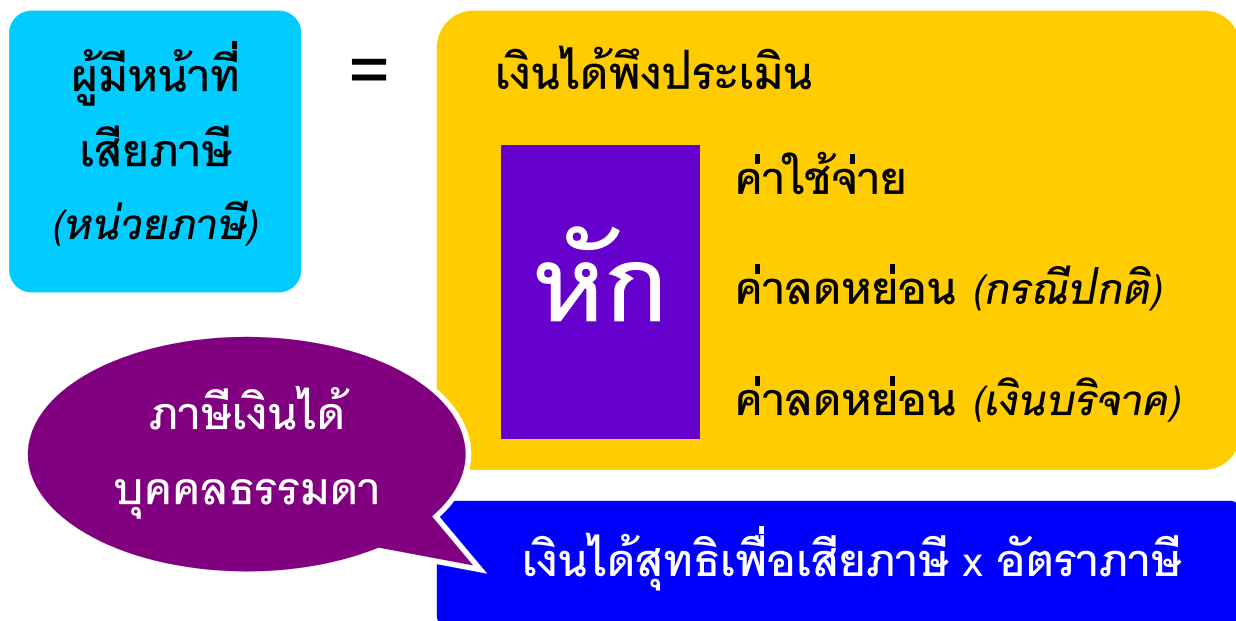 ผู้มีหน้าที่
เสียภาษี
(หน่วยภาษี)
=
เงินได้พึงประเมิน
หัก
ค่าใช้จ่าย
ค่าลดหย่อน (กรณีปกติ)
ค่าลดหย่อน (เงินบริจาค)
ภาษีเงินได้
บุคคลธรรมดา
เงินได้สุทธิเพื่อเสียภาษี x อัตราภาษี